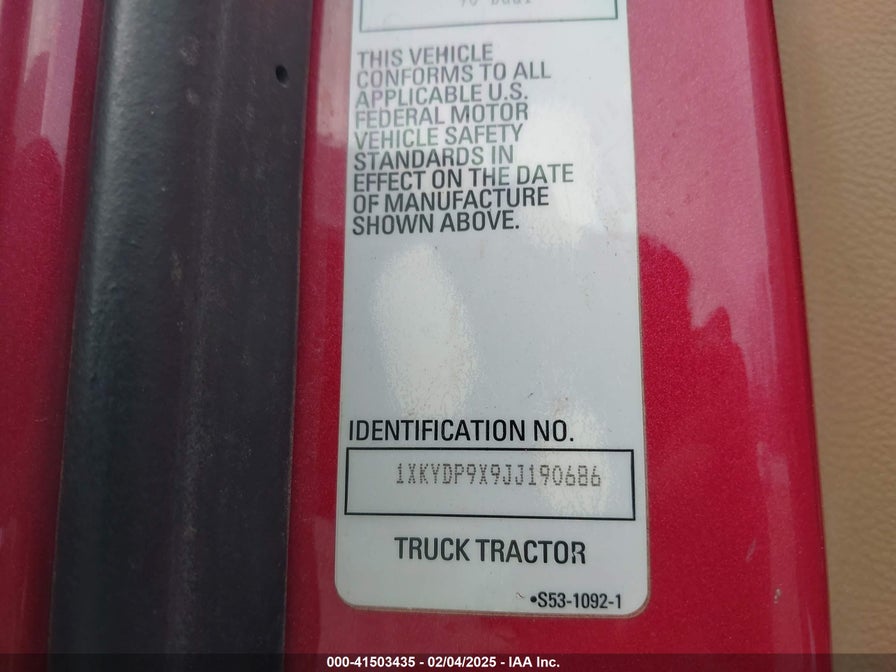 THIS VEHICLE
CONFORMS TO ALL
APPLICABLE U.S.
FEDERAL MOTOR
VEHICLE SAFETY
STANDARDS IN
EFFECT ON THE DATE
OF MANUFACTURE
SHOWN ABOVE.
IDENTIFICATION NO.
1XKYDP9X9JJ190686
TRUCK TRACTOR
•S53-1092-1
000-41503435 - 02/04/2025 - IAA Inc.